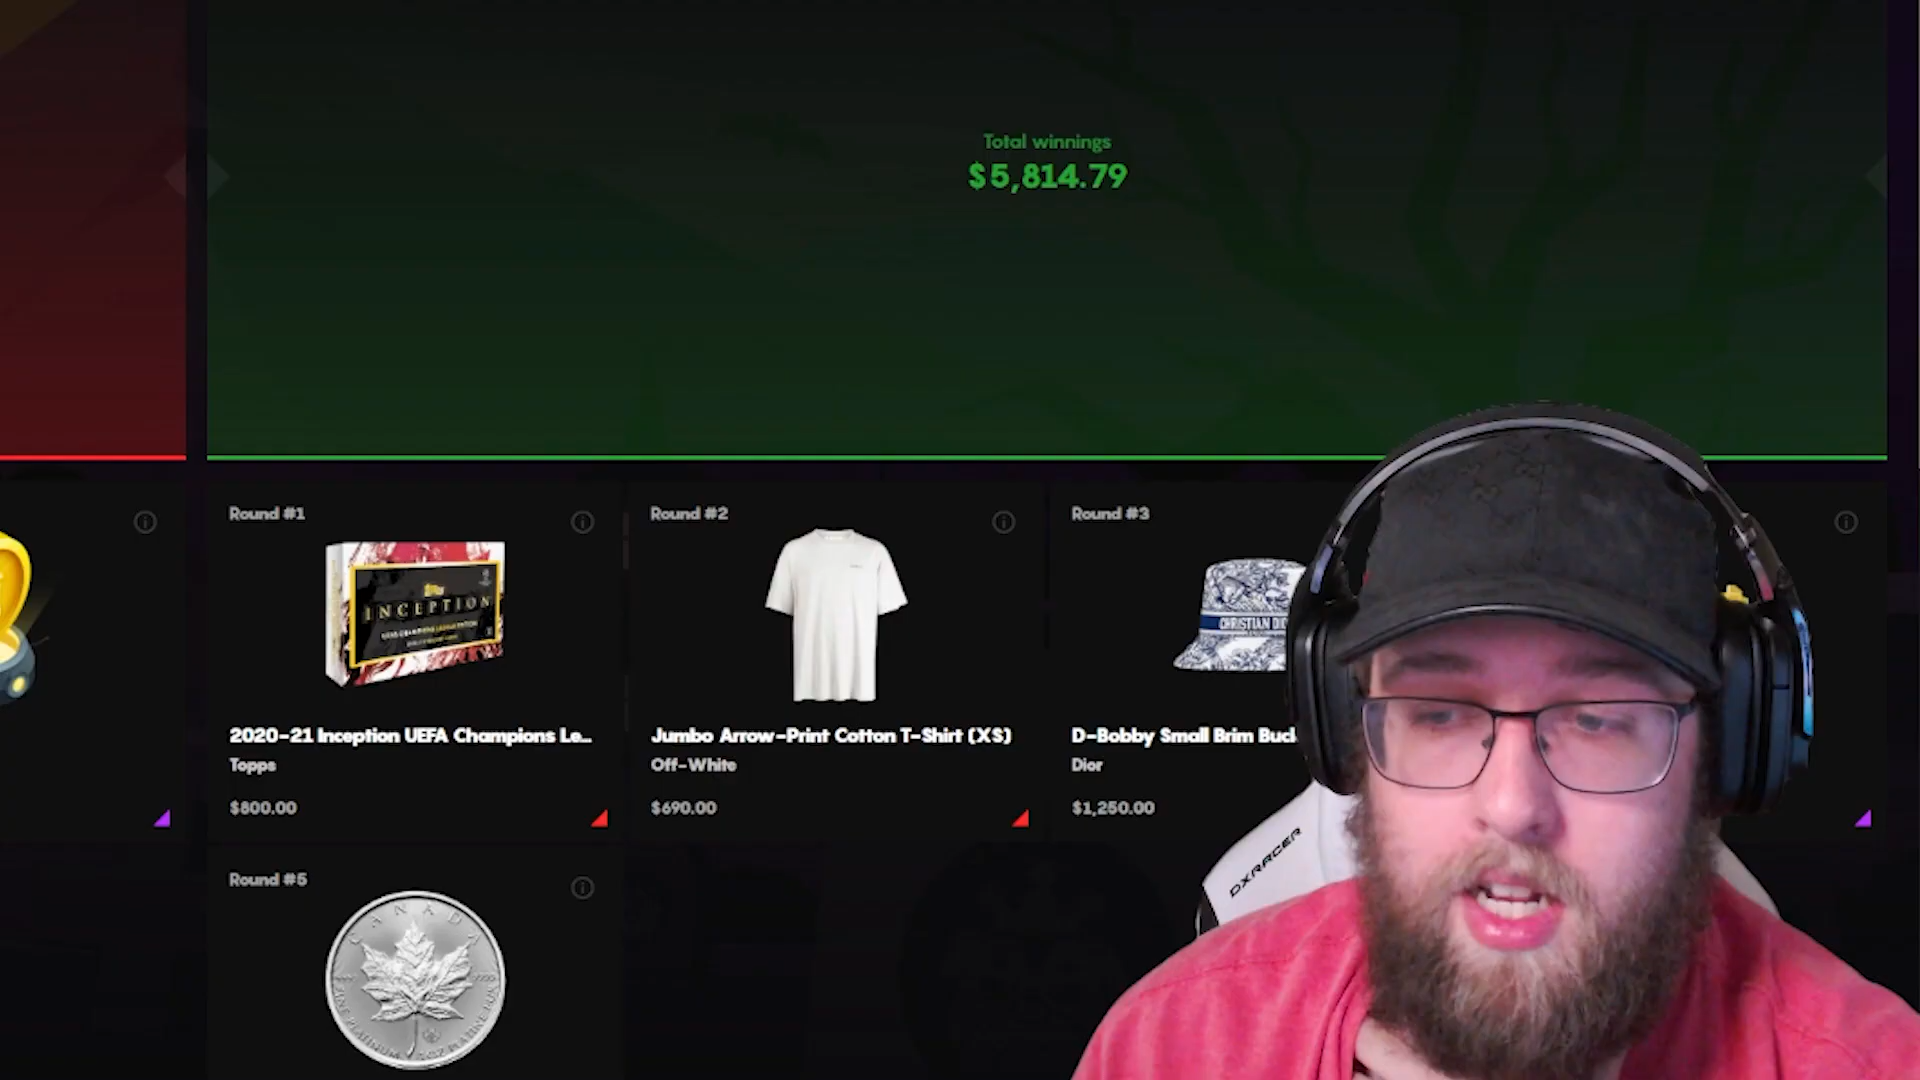 Total winnings
$5,814.79
Round #1
Round #2
Round #3
INCEPTION
CHRISTIAN
2020-21 Inception UEFA Champions Le...
Jumbo Arrow-Print Cotton T-Shirt (XS)
D-Bobby Small Brim
Topps
Off-White
Dior
$800.00
$690.00
$1,250.00
DXRACER
Round #5
CANADA